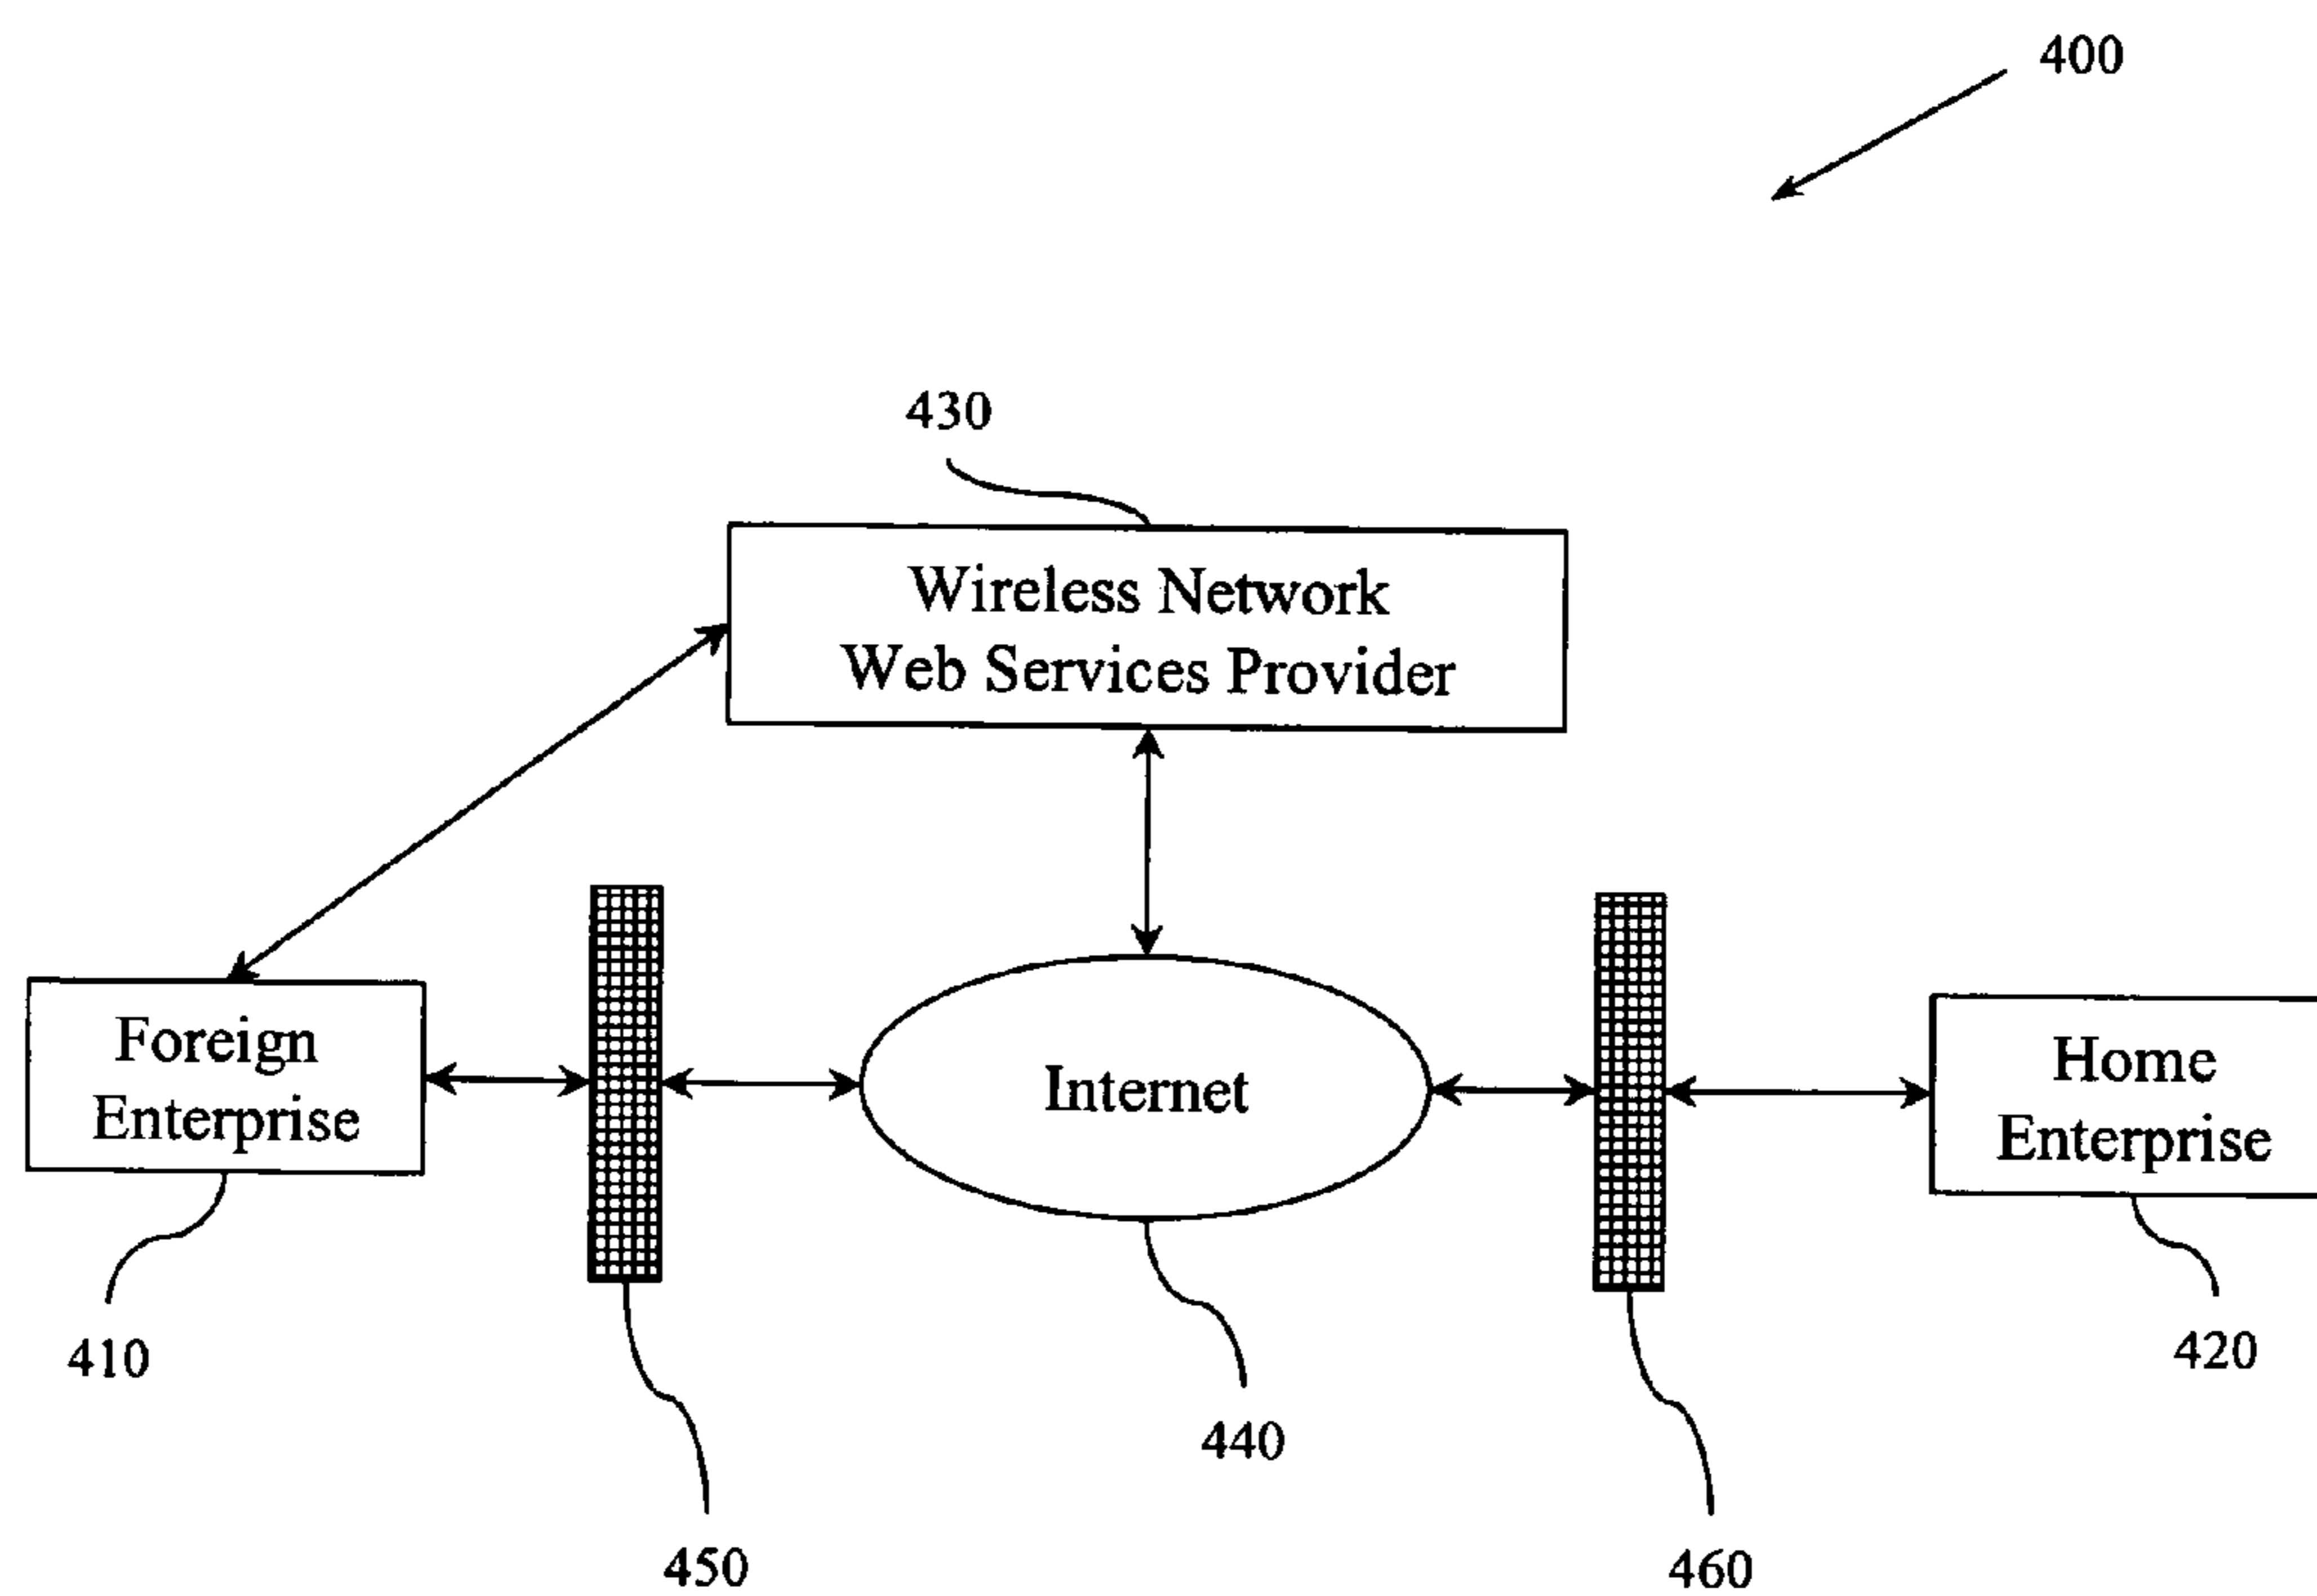 400
430
Wireless Network
Web Services Provider
Foreign
Enterprise
Internet
Home
Enterprise
410
420
440
450
460